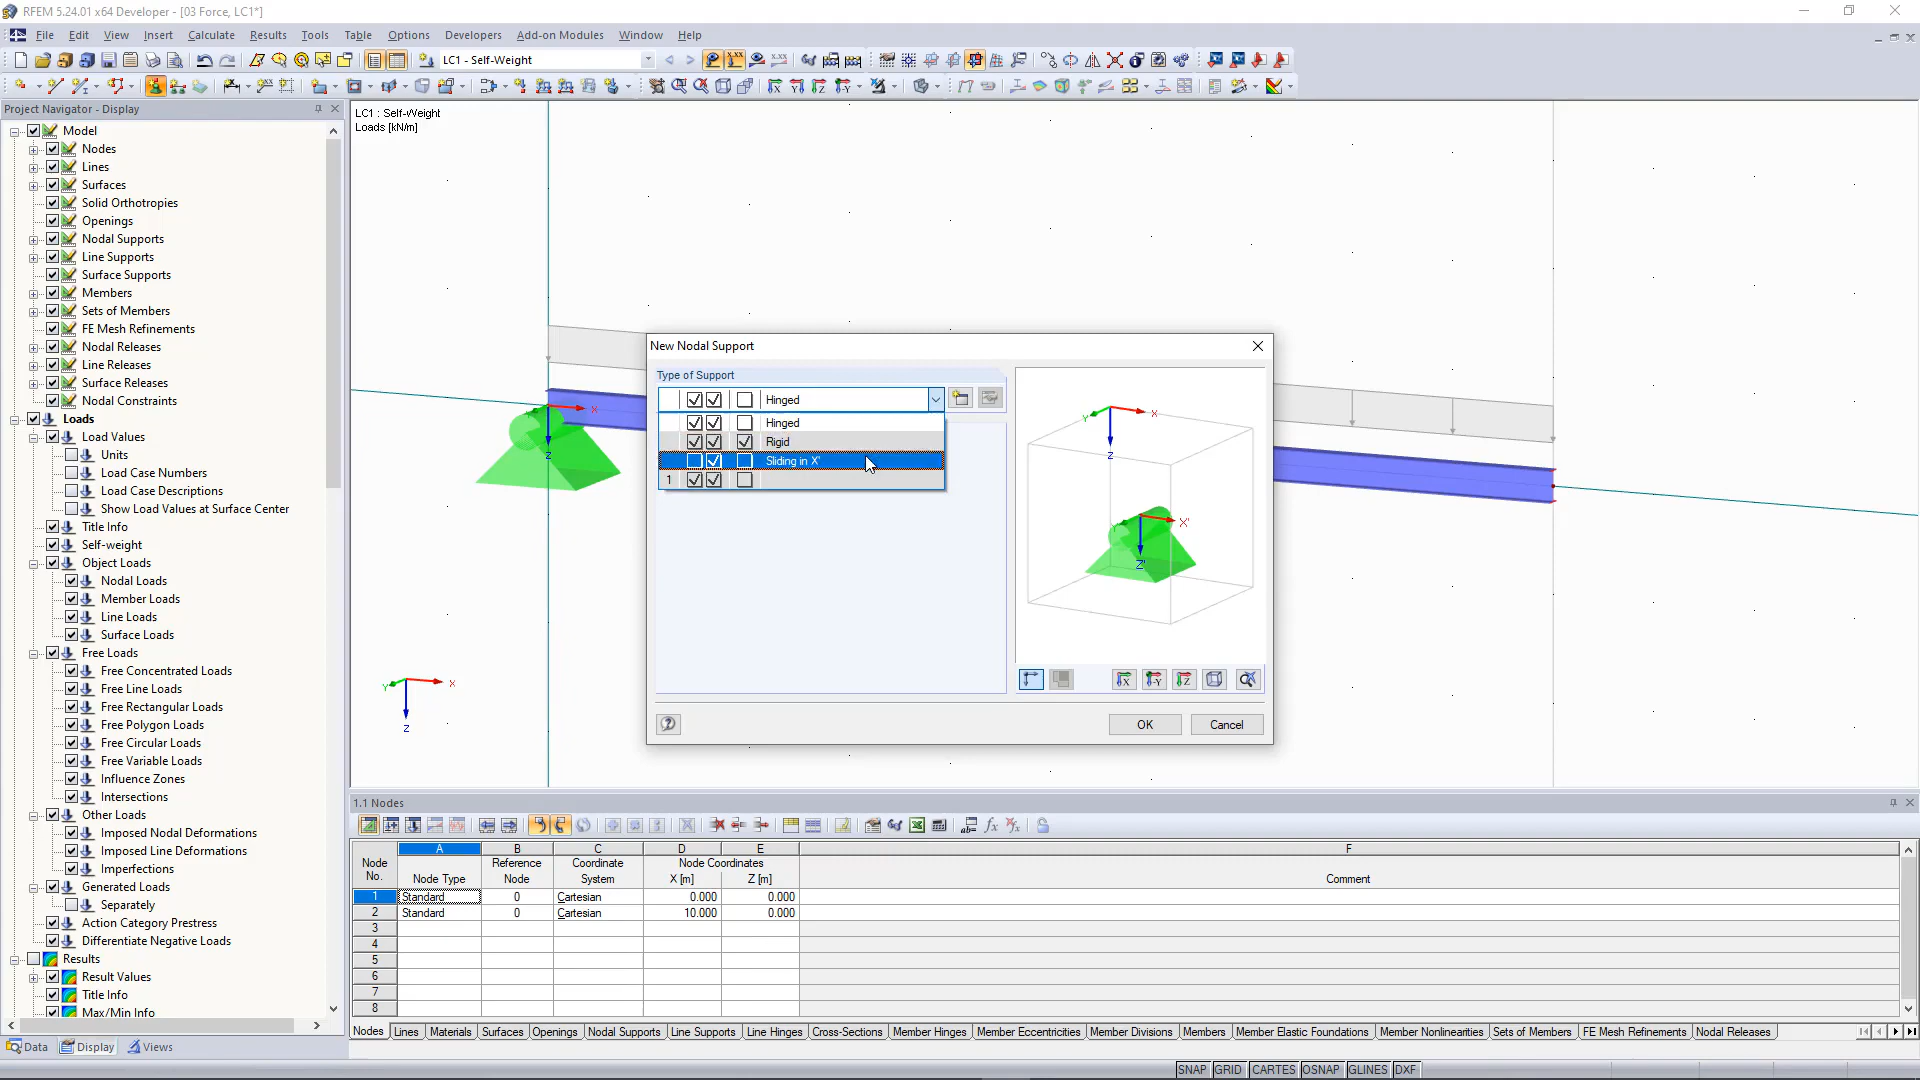 RFEM 5.24.01 x64 Developer - [03 Force, LC1*]
File Edit View Insert Calculate Results Tools Table Options Developers Add-on Modules Window Help
LC1 - Self-Weight
Project Navigator - Display
Model
Nodes
Lines
Surfaces
Solid Orthotropies
Openings
Nodal Supports
Line Supports
Surface Supports
Members
Sets of Members
FE Mesh Refinements
Nodal Releases
Line Releases
Surface Releases
Nodal Constraints
Loads
Load Values
Units
Load Case Numbers
Load Case Descriptions
Show Load Values at Surface Center
Title Info
Self-weight
Object Loads
Nodal Loads
Member Loads
Line Loads
Surface Loads
Free Loads
Free Concentrated Loads
Free Line Loads
Free Rectangular Loads
Free Polygon Loads
Free Circular Loads
Free Variable Loads
Influence Zones
Intersections
Other Loads
Imposed Nodal Deformations
Imposed Line Deformations
Imperfections
Generated Loads
Separately
Action Category Prestress
Differentiate Negative Loads
Results
Result Values
Title Info
Max/Min Info
Data Display Views
LC1 : Self-Weight
Loads [kN/m]
X
Z
Y X
Z
New Nodal Support
Type of Support
Hinged
Hinged
Rigid
Sliding in X'
1
Y X
Z
X'
Z'
OK Cancel
1.1 Nodes
A B C D E F
Node Reference Coordinate Node Coordinates
No. Node Type Node System X [m] Z [m] Comment
1 Standard 0 Cartesian 0.000 0.000
2 Standard 0 Cartesian 10.000 0.000
3
4
5
6
7
8
Nodes Lines Materials Surfaces Openings Nodal Supports Line Supports Line Hinges Cross-Sections Member Hinges Member Eccentricities Member Divisions Members Member Elastic Foundations Member Nonlinearities Sets of Members FE Mesh Refinements Nodal Releases
SNAP GRID CARTES OSNAP GLINES DXF